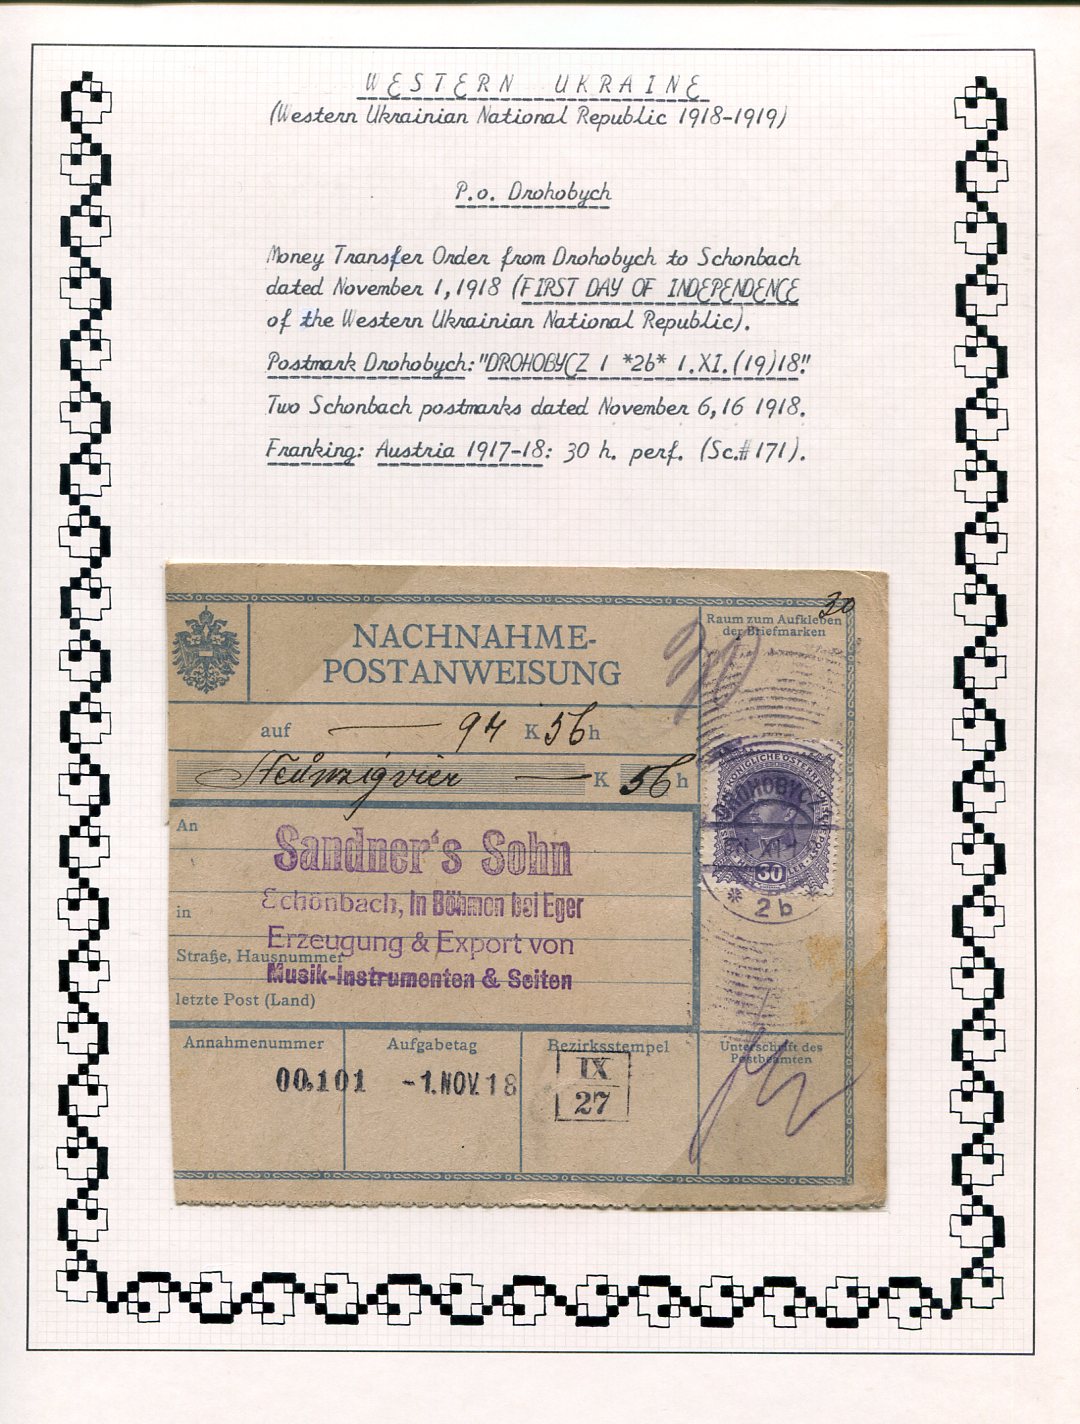 WESTERN UKRAINE
(Western Ukrainian National Republic 1918-1919)
P.o. Drohobych
Money Transfer Order from Drohobych to Schonbach
dated November 1, 1918 (FIRST DAY OF INDEPENDENCE
of the Western Ukrainian National Republic).
Postmark Drohobych: "DROHOBYCZ 1 *2b* 1.XI.(19)18."
Two Schonbach postmarks dated November 6, 16 1918.
Franking: Austria 1917-18: 30 h. perf. (Sc.#171).
30
NACHNAHME-
POSTANWEISUNG
Raum zum Aufkleben
der Briefmarken
30
auf 94 K 56 h
Neunzigvier K 56 h
KÖNIGLICHE ÖSTERREICHISCHE POST
DROHOBYCZ
30
* 2b *
An
Sandner's Sohn
Schönbach, in Böhmen bei Eger
in
Erzeugung & Export von
Straße, Hausnummer
Musik-Instrumenten & Seiten
letzte Post (Land)
Annahmenummer Aufgabetag Bezirksstempel Unterschrift des
Postbeamten
00.101 -1.NOV.18 IX
27